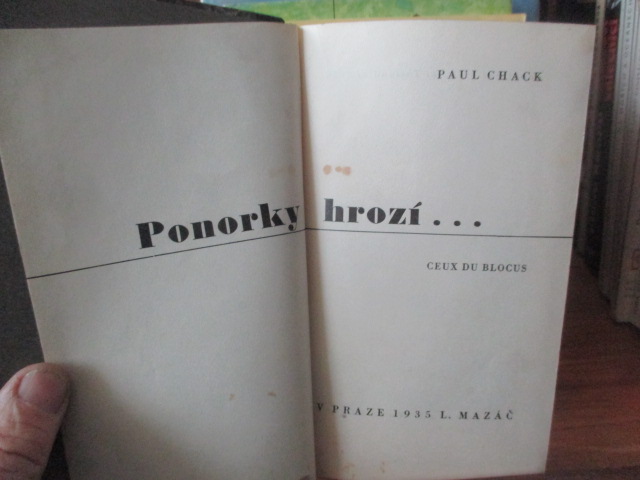 PAUL CHACK
Ponorky hrozí...
CEUX DU BLOCUS
V PRAZE 1935 L. MAZÁČ